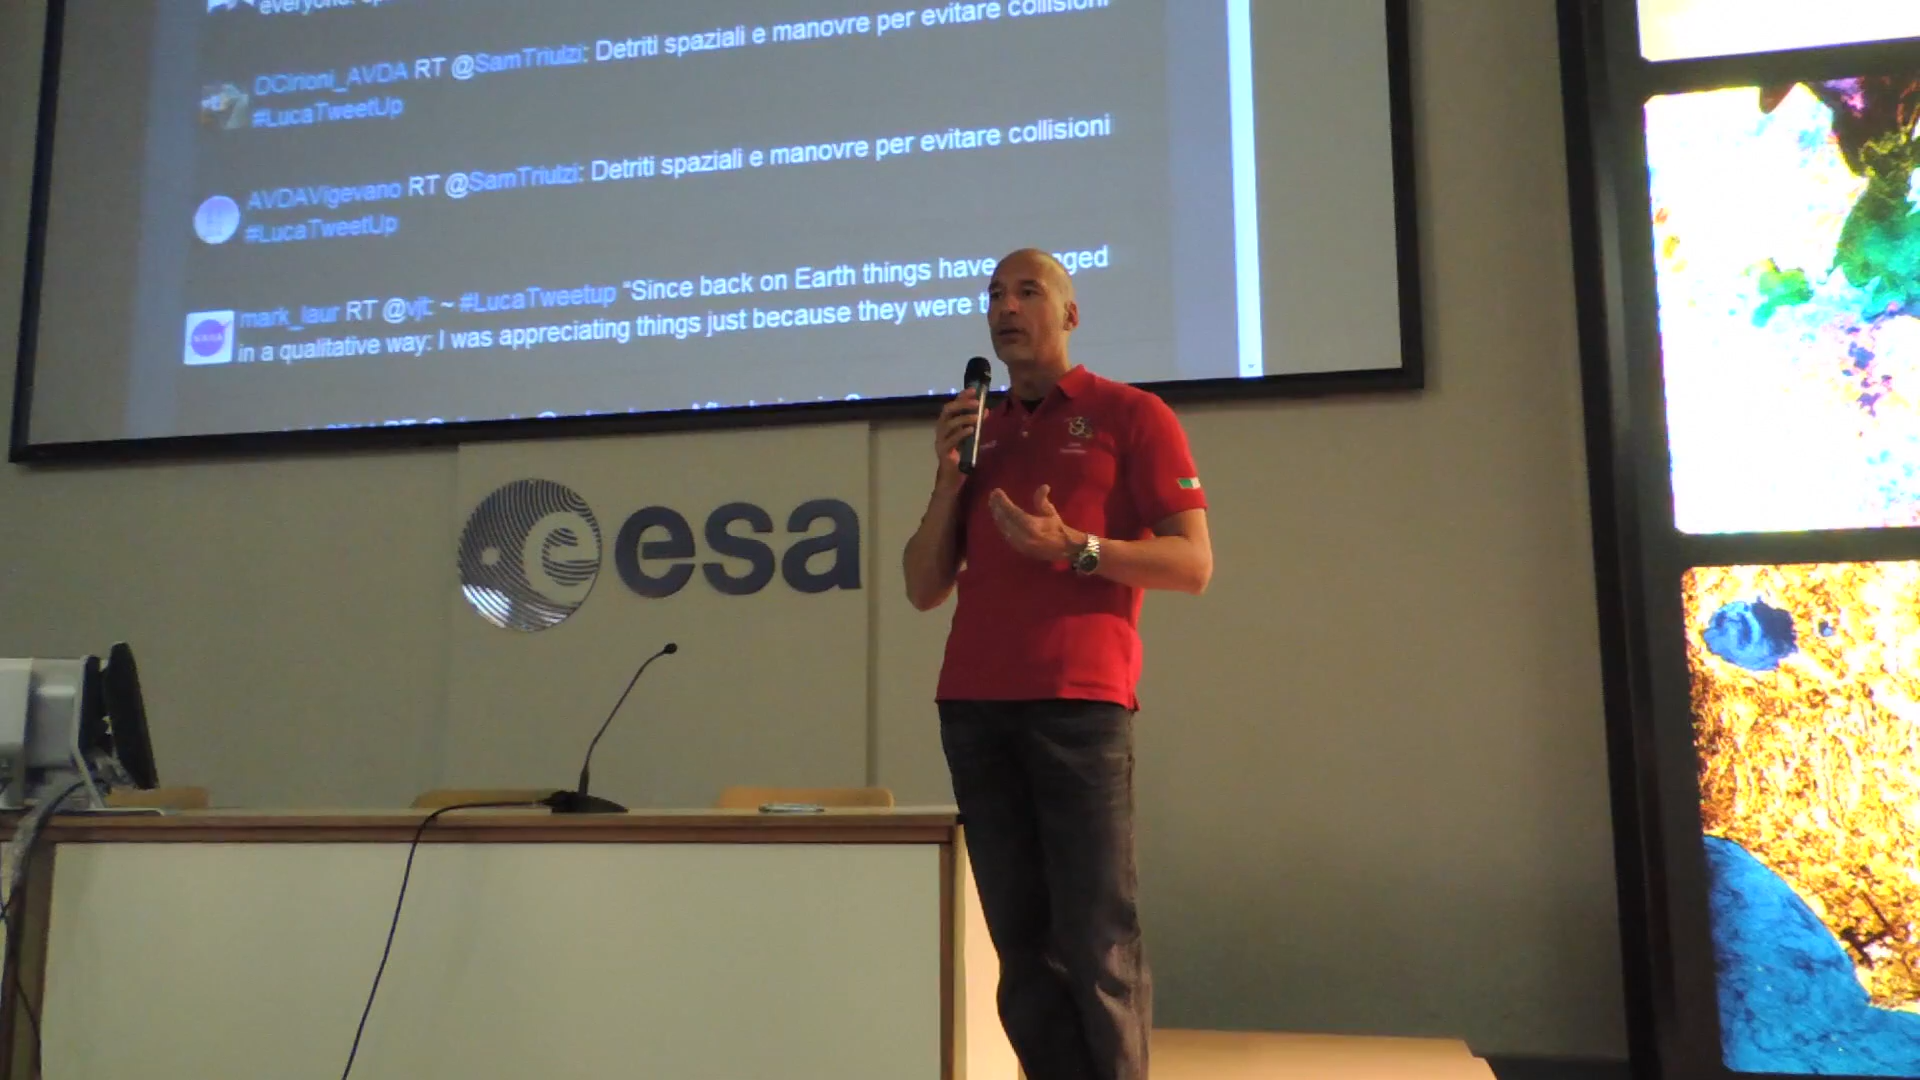 everyone.
DCirioni_AVDA RT @SamTriulzi: Detriti spaziali e manovre per evitare collisioni
#LucaTweetUp
AVDAVigevano RT @SamTriulzi: Detriti spaziali e manovre per evitare collisioni
#LucaTweetUp
mark_laur RT @vjt: ~ #LucaTweetup “Since back on Earth things have
in a qualitative way: I was appreciating things just because they were
esa